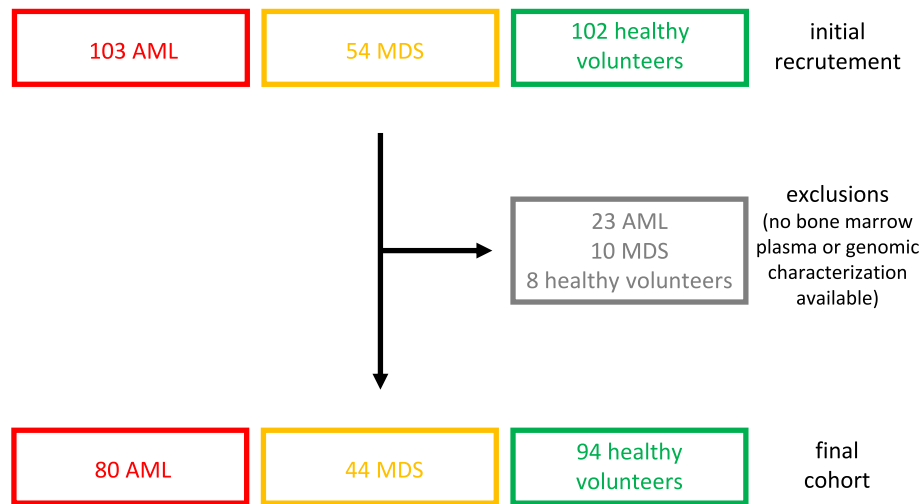 103 AML
54 MDS
102 healthy
volunteers
initial
recrutement
23 AML
10 MDS
8 healthy volunteers
exclusions
(no bone marrow
plasma or genomic
characterization
available)
80 AML
44 MDS
94 healthy
volunteers
final
cohort